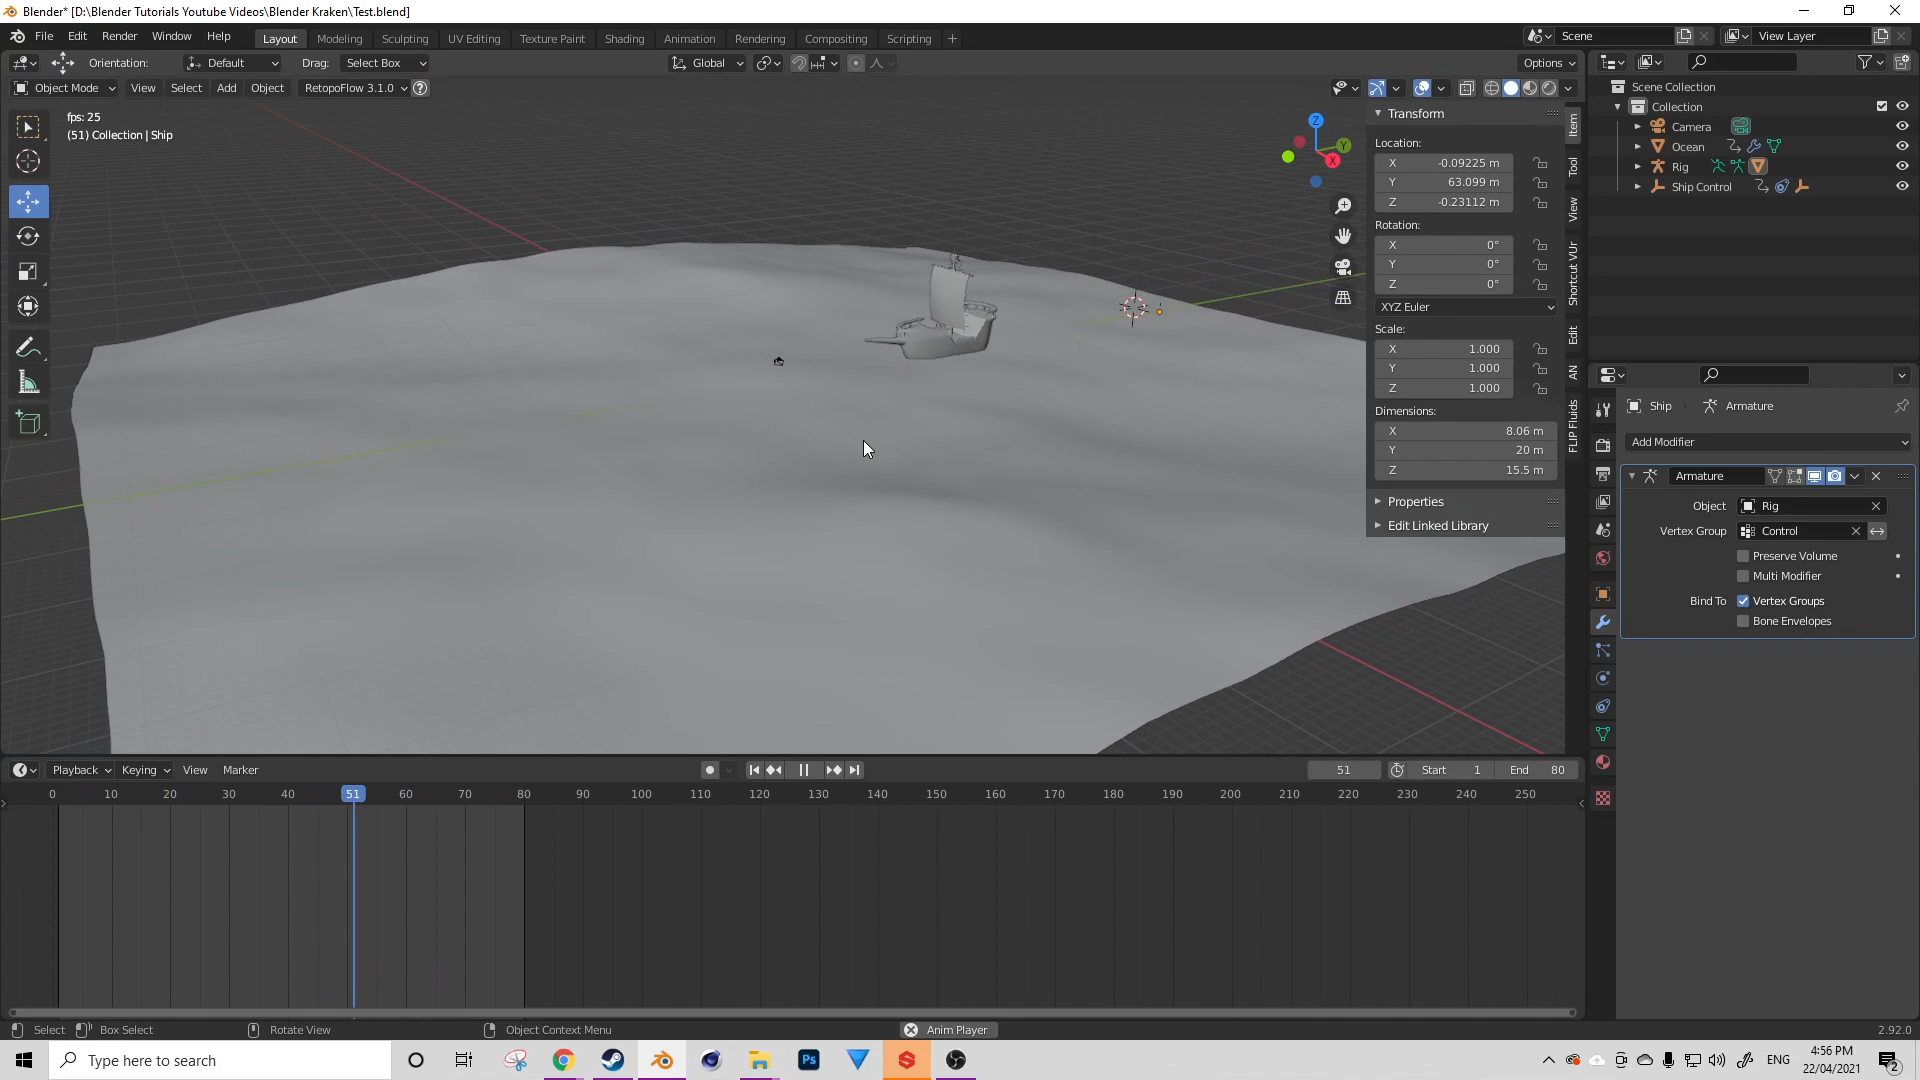 Blender* [D:\Blender Tutorials Youtube Videos\Blender Kraken\Test.blend]
File Edit Render Window Help
Layout Modeling Sculpting UV Editing Texture Paint Shading Animation Rendering Compositing Scripting +
Scene View Layer
Orientation: Default Drag: Select Box
Global
Options
Object Mode View Select Add Object RetopoFlow 3.1.0
fps: 25
(51) Collection | Ship
Z
Y
X
Transform
Location:
X -0.09225 m
Y 63.099 m
Z -0.23112 m
Rotation:
X 0°
Y 0°
Z 0°
XYZ Euler
Scale:
X 1.000
Y 1.000
Z 1.000
Dimensions:
X 8.06 m
Y 20 m
Z 15.5 m
Properties
Edit Linked Library
Item
Tool
View
Shortcut VUr
Edit
AN
FLIP Fluids
Scene Collection
Collection
Camera
Ocean
Rig
Ship Control
Ship Armature
Add Modifier
Armature
Object Rig
Vertex Group Control
Preserve Volume
Multi Modifier
Bind To Vertex Groups
Bone Envelopes
Playback Keying View Marker
51 Start 1 End 80
0 10 20 30 40 51 60 70 80 90 100 110 120 130 140 150 160 170 180 190 200 210 220 230 240 250
Select Box Select Rotate View Object Context Menu Anim Player 2.92.0
Type here to search
Ps
ENG
4:56 PM
22/04/2021
2